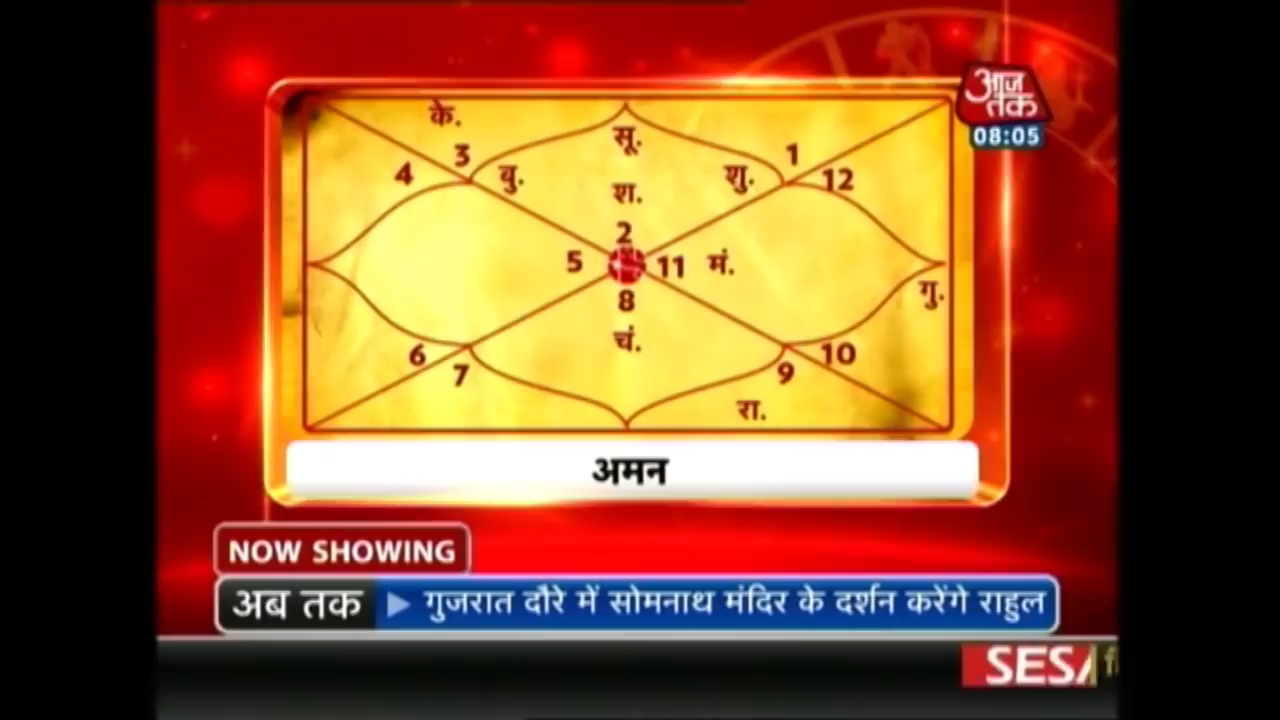 आज
तक
08:05
के.
सू.
3
1
4
बु.
शु.
12
श.
2
5
11
मं.
8
गु.
चं.
6
10
7
9
रा.
अमन
NOW SHOWING
अब तक
गुजरात दौरे में सोमनाथ मंदिर के दर्शन करेंगे राहुल